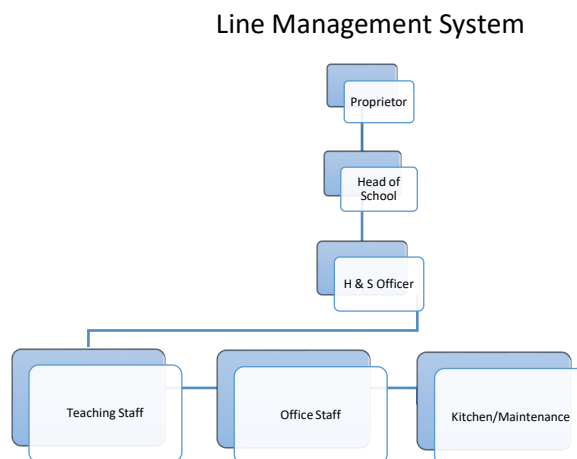 Line Management System
Proprietor
Head of
School
H & S Officer
Teaching Staff
Office Staff
Kitchen/Maintenance